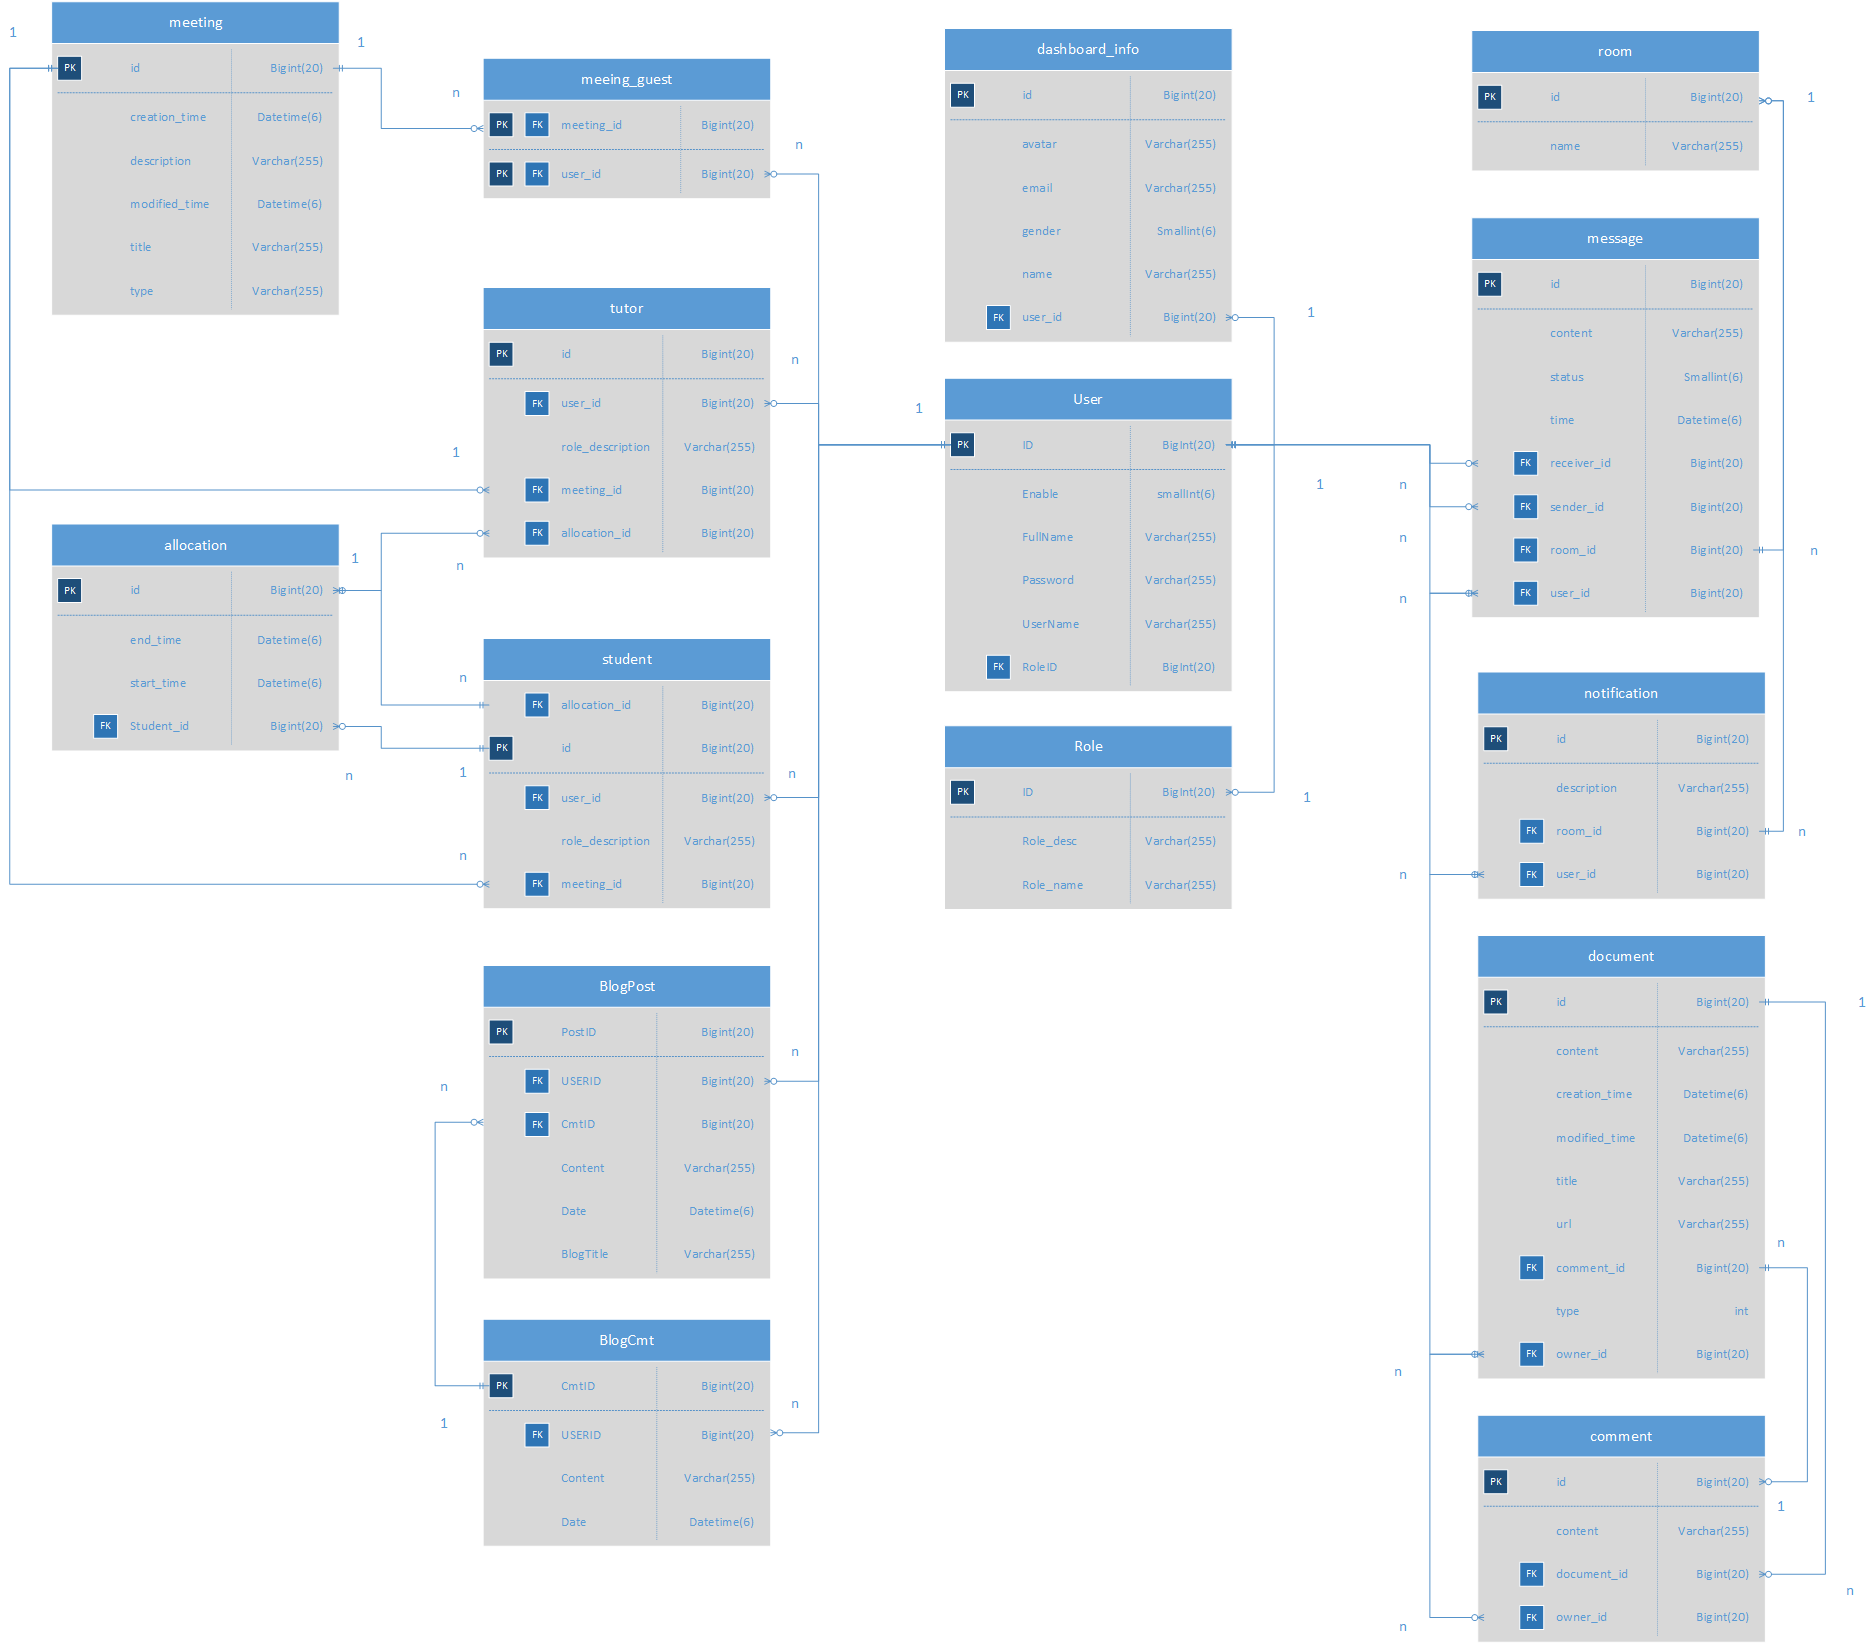 1
meeting
1
PK id Bigint(20)
creation_time Datetime(6)
description Varchar(255)
modified_time Datetime(6)
title Varchar(255)
type Varchar(255)
n
meeing_guest
PK FK meeting_id Bigint(20)
PK FK user_id Bigint(20)
n
tutor
PK id Bigint(20)
n
FK user_id Bigint(20)
role_description Varchar(255)
1
FK meeting_id Bigint(20)
FK allocation_id Bigint(20)
n
allocation
1
PK id Bigint(20)
end_time Datetime(6)
start_time Datetime(6)
FK Student_id Bigint(20)
n
student
n
FK allocation_id Bigint(20)
PK id Bigint(20)
1
n
FK user_id Bigint(20)
role_description Varchar(255)
n
FK meeting_id Bigint(20)
BlogPost
PK PostID Bigint(20)
n
FK USERID Bigint(20)
n
FK CmtID Bigint(20)
Content Varchar(255)
Date Datetime(6)
BlogTitle Varchar(255)
BlogCmt
PK CmtID Bigint(20)
n
1
FK USERID Bigint(20)
Content Varchar(255)
Date Datetime(6)
dashboard_info
PK id Bigint(20)
avatar Varchar(255)
email Varchar(255)
gender Smallint(6)
name Varchar(255)
FK user_id Bigint(20)
1
User
1
PK ID BigInt(20)
1
Enable smallInt(6)
FullName Varchar(255)
Password Varchar(255)
UserName Varchar(255)
FK RoleID BigInt(20)
Role
PK ID BigInt(20)
1
Role_desc Varchar(255)
Role_name Varchar(255)
room
PK id Bigint(20)
1
name Varchar(255)
message
PK id Bigint(20)
content Varchar(255)
status Smallint(6)
time Datetime(6)
FK receiver_id Bigint(20)
n
FK sender_id Bigint(20)
n
FK room_id Bigint(20)
n
FK user_id Bigint(20)
n
notification
PK id Bigint(20)
description Varchar(255)
FK room_id Bigint(20)
n
FK user_id Bigint(20)
n
document
PK id Bigint(20)
1
content Varchar(255)
creation_time Datetime(6)
modified_time Datetime(6)
title Varchar(255)
url Varchar(255)
n
FK comment_id Bigint(20)
type int
FK owner_id Bigint(20)
n
comment
PK id Bigint(20)
1
content Varchar(255)
FK document_id Bigint(20)
n
FK owner_id Bigint(20)
n